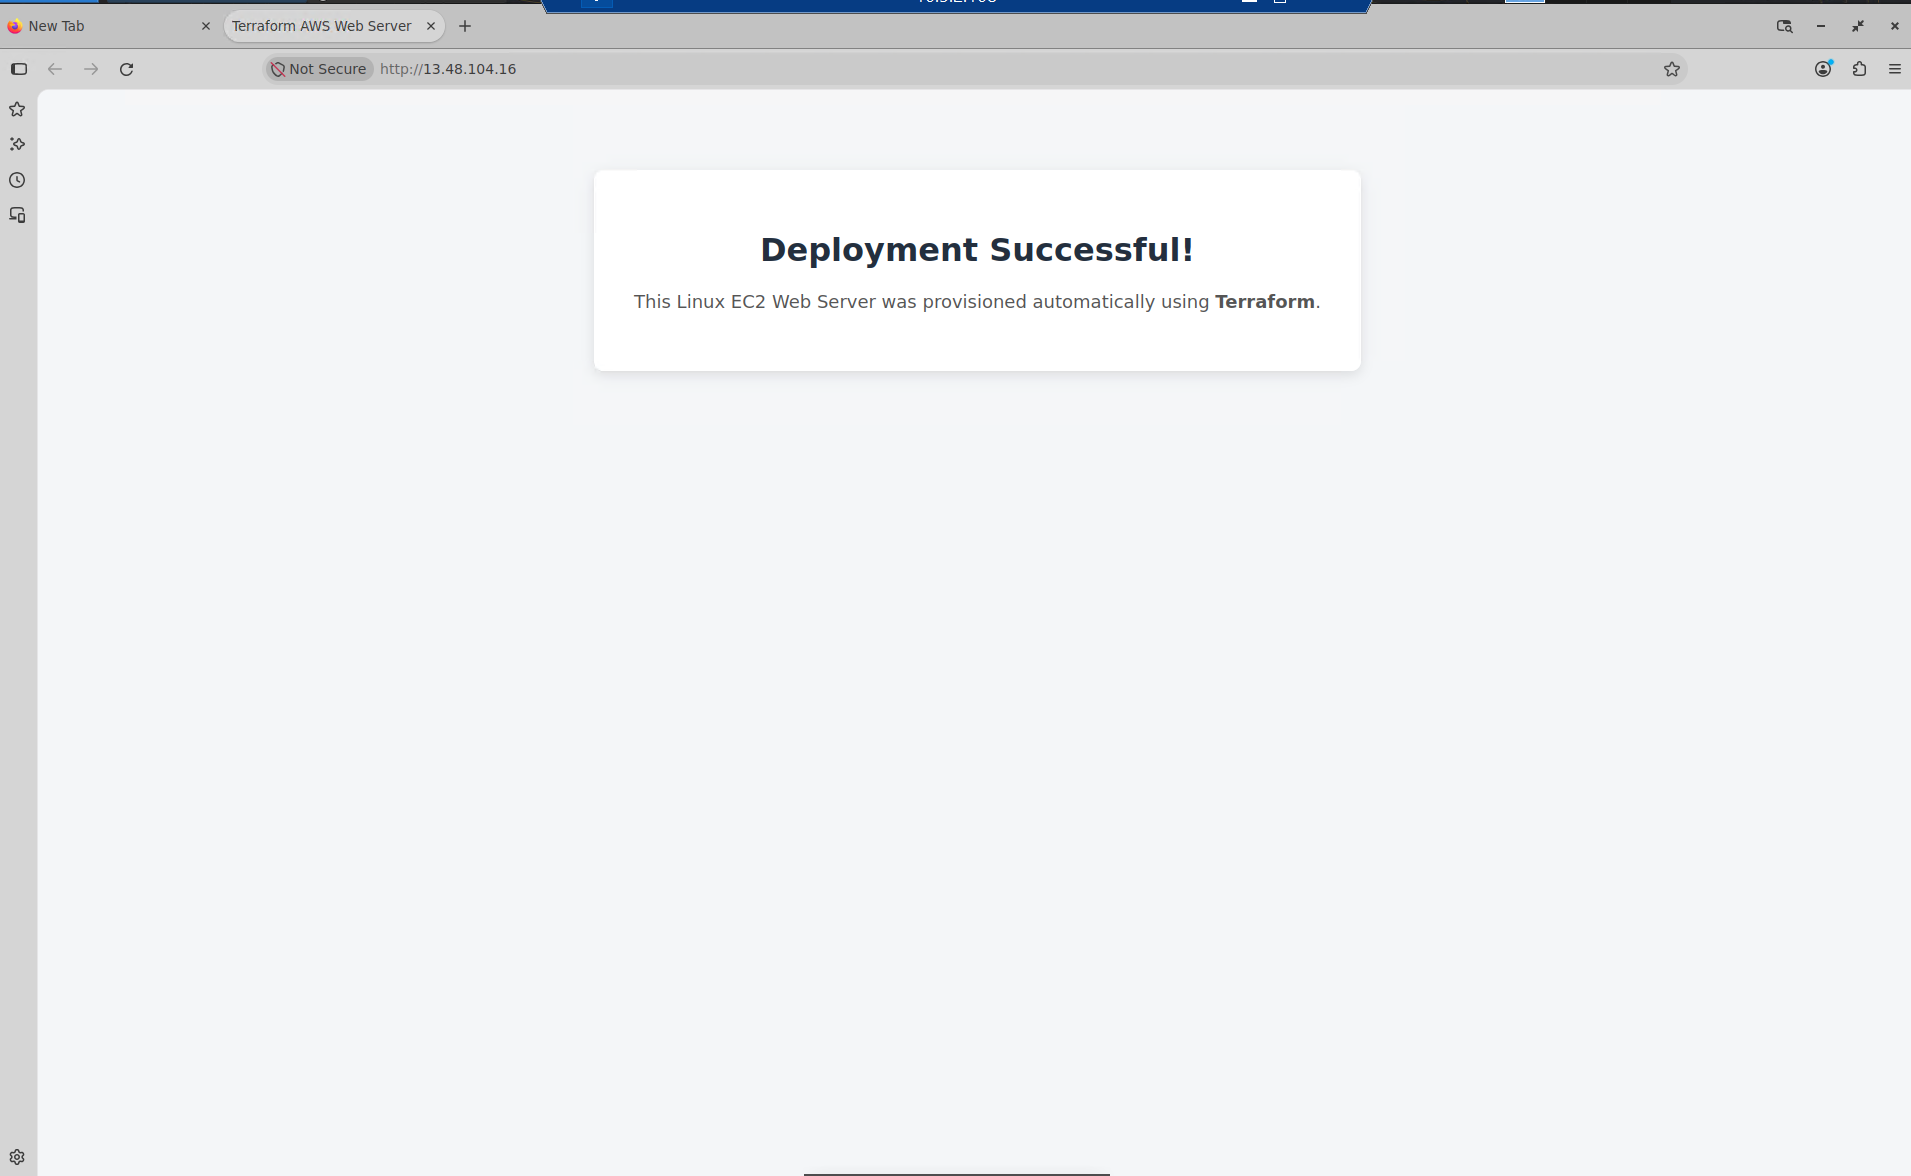 New Tab
Terraform AWS Web Server
Not Secure http://13.48.104.16
Deployment Successful!
This Linux EC2 Web Server was provisioned automatically using Terraform.